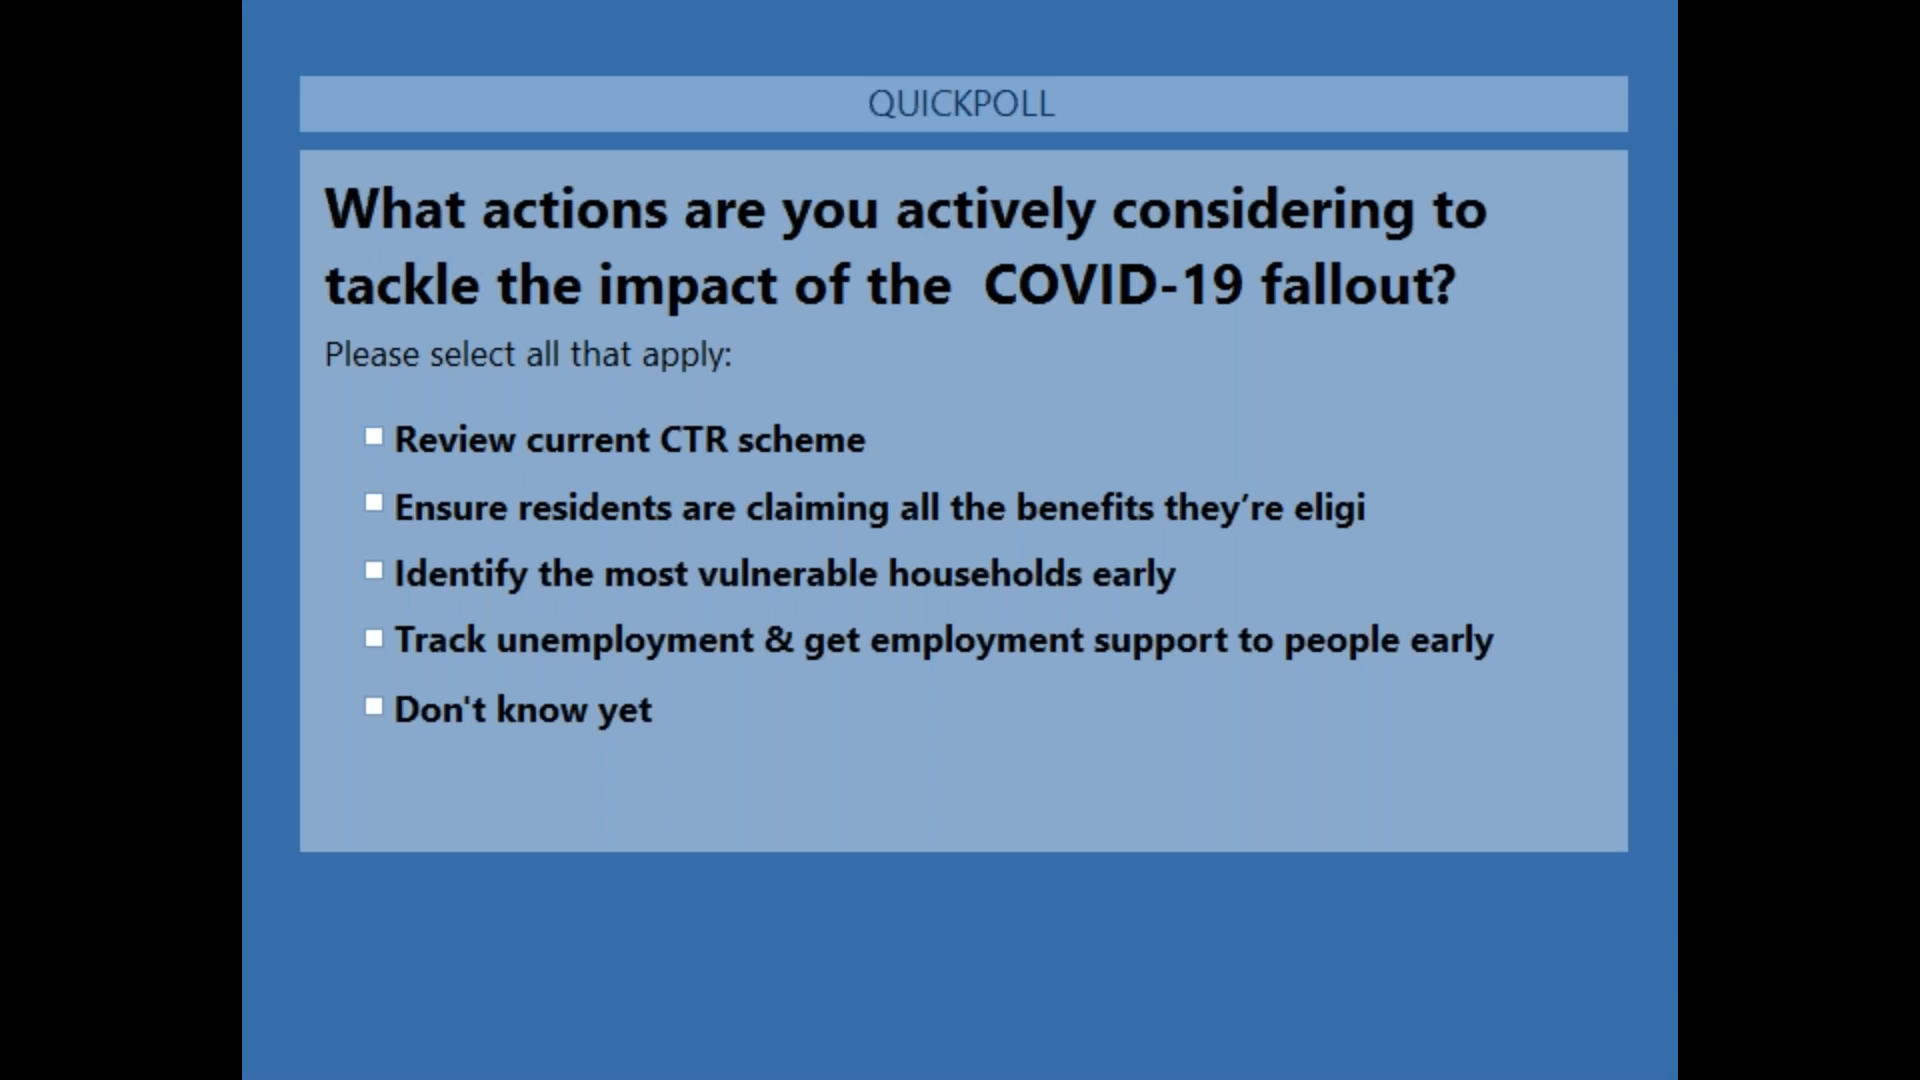 QUICKPOLL
What actions are you actively considering to
tackle the impact of the  COVID-19 fallout?
Please select all that apply:
Review current CTR scheme
Ensure residents are claiming all the benefits they’re eligi
Identify the most vulnerable households early
Track unemployment & get employment support to people early
Don't know yet